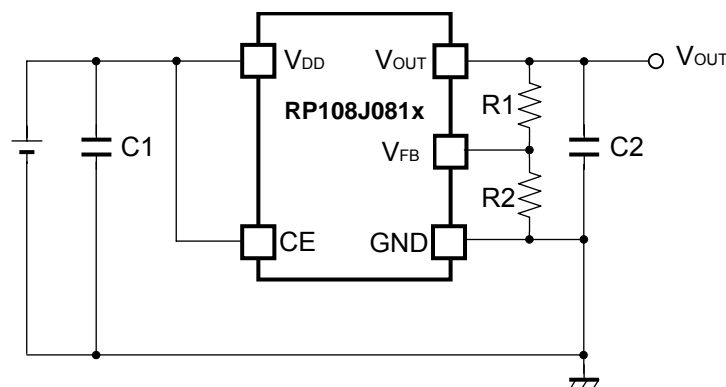 VDD
VOUT
VOUT
RP108J081x
R1
C1
VFB
C2
R2
CE
GND